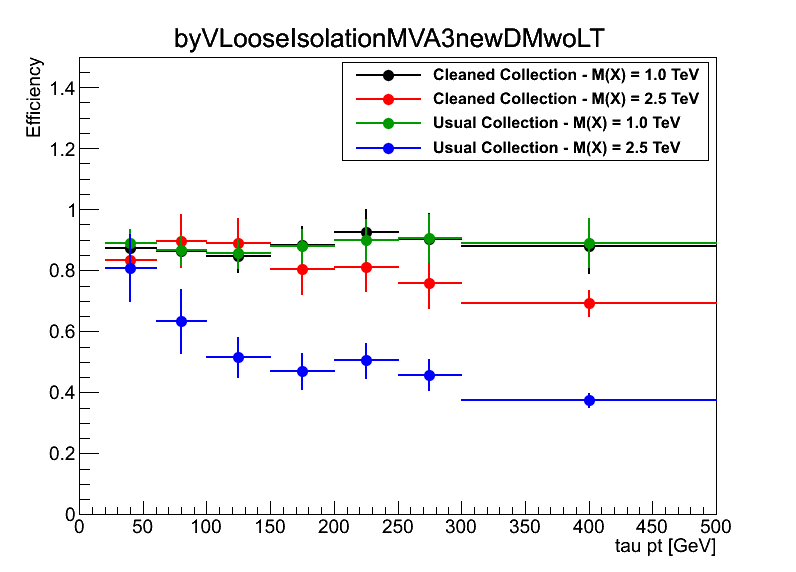 byVLooseIsolationMVA3newDMwoLT
Efficiency
Cleaned Collection - M(X) = 1.0 TeV
Cleaned Collection - M(X) = 2.5 TeV
Usual Collection - M(X) = 1.0 TeV
Usual Collection - M(X) = 2.5 TeV
1.4
1.2
1
0.8
0.6
0.4
0.2
0
0 50 100 150 200 250 300 350 400 450 500
tau pt [GeV]